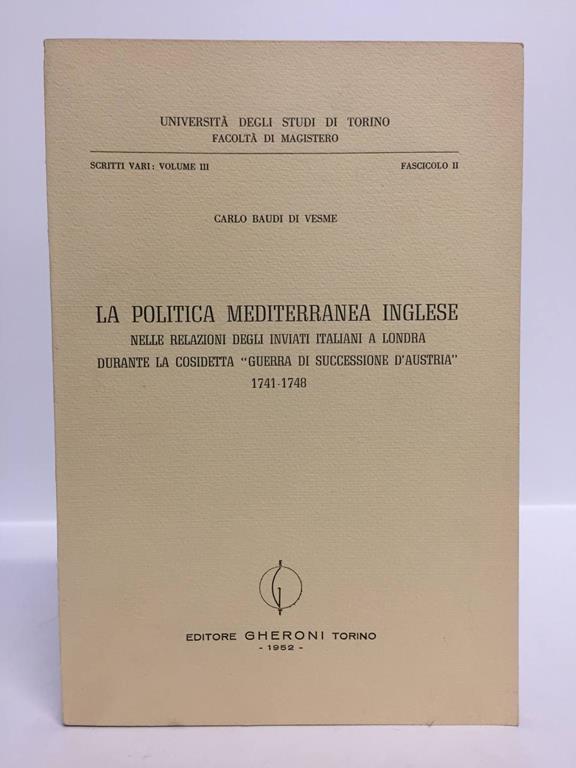 UNIVERSITÀ DEGLI STUDI DI TORINO
FACOLTÀ DI MAGISTERO
SCRITTI VARI: VOLUME III FASCICOLO II
CARLO BAUDI DI VESME
LA POLITICA MEDITERRANEA INGLESE
NELLE RELAZIONI DEGLI INVIATI ITALIANI A LONDRA
DURANTE LA COSIDETTA "GUERRA DI SUCCESSIONE D'AUSTRIA"
1741-1748
EDITORE GHERONI TORINO
- 1952 -